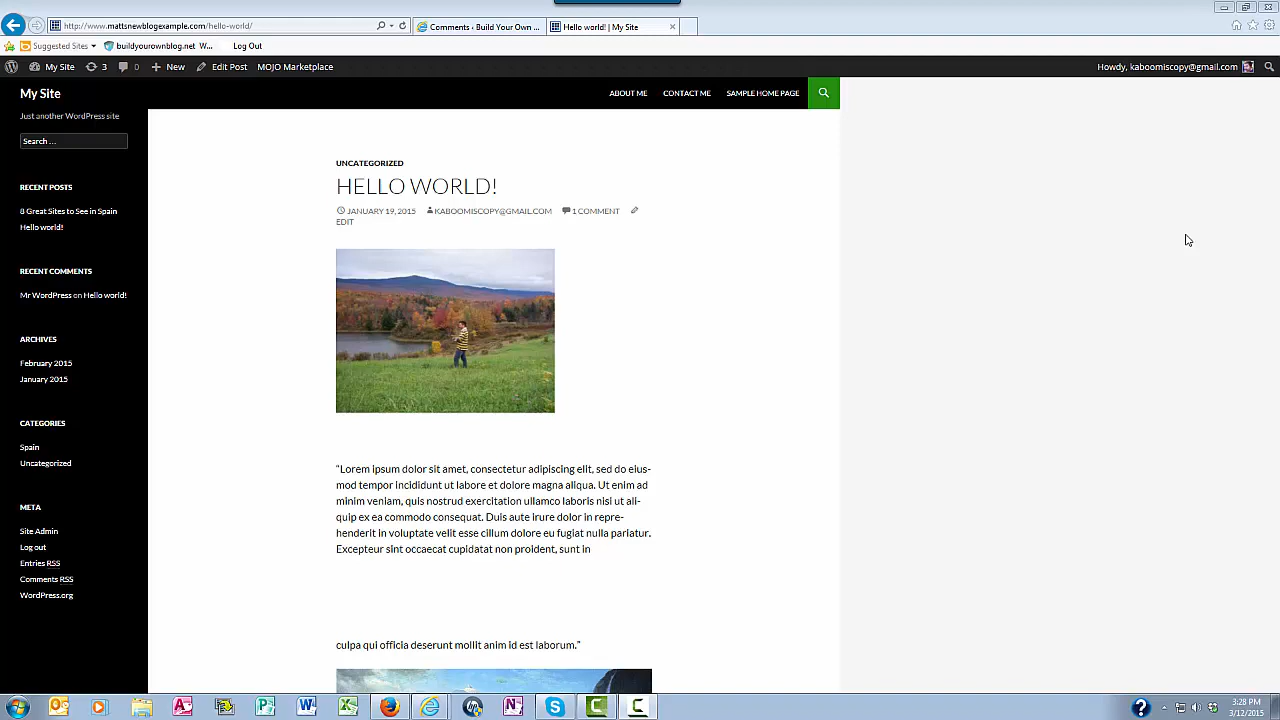 http://www.mattsnewblogexample.com/hello-world/
Comments ‹ Build Your Own ...
Hello world! | My Site
Suggested Sites
buildyourownblog.net W...
Log Out
My Site
3
0
New
Edit Post
MOJO Marketplace
Howdy, kaboomiscopy@gmail.com
My Site
ABOUT ME
CONTACT ME
SAMPLE HOME PAGE
Just another WordPress site
Search ...
RECENT POSTS
8 Great Sites to See in Spain
Hello world!
RECENT COMMENTS
Mr WordPress on Hello world!
ARCHIVES
February 2015
January 2015
CATEGORIES
Spain
Uncategorized
META
Site Admin
Log out
Entries RSS
Comments RSS
WordPress.org
UNCATEGORIZED
HELLO WORLD!
JANUARY 19, 2015
KABOOMISCOPY@GMAIL.COM
1 COMMENT
EDIT
“Lorem ipsum dolor sit amet, consectetur adipiscing elit, sed do eius-
mod tempor incididunt ut labore et dolore magna aliqua. Ut enim ad
minim veniam, quis nostrud exercitation ullamco laboris nisi ut ali-
quip ex ea commodo consequat. Duis aute irure dolor in repre-
henderit in voluptate velit esse cillum dolore eu fugiat nulla pariatur.
Excepteur sint occaecat cupidatat non proident, sunt in
culpa qui officia deserunt mollit anim id est laborum.”
3:28 PM
3/12/2015